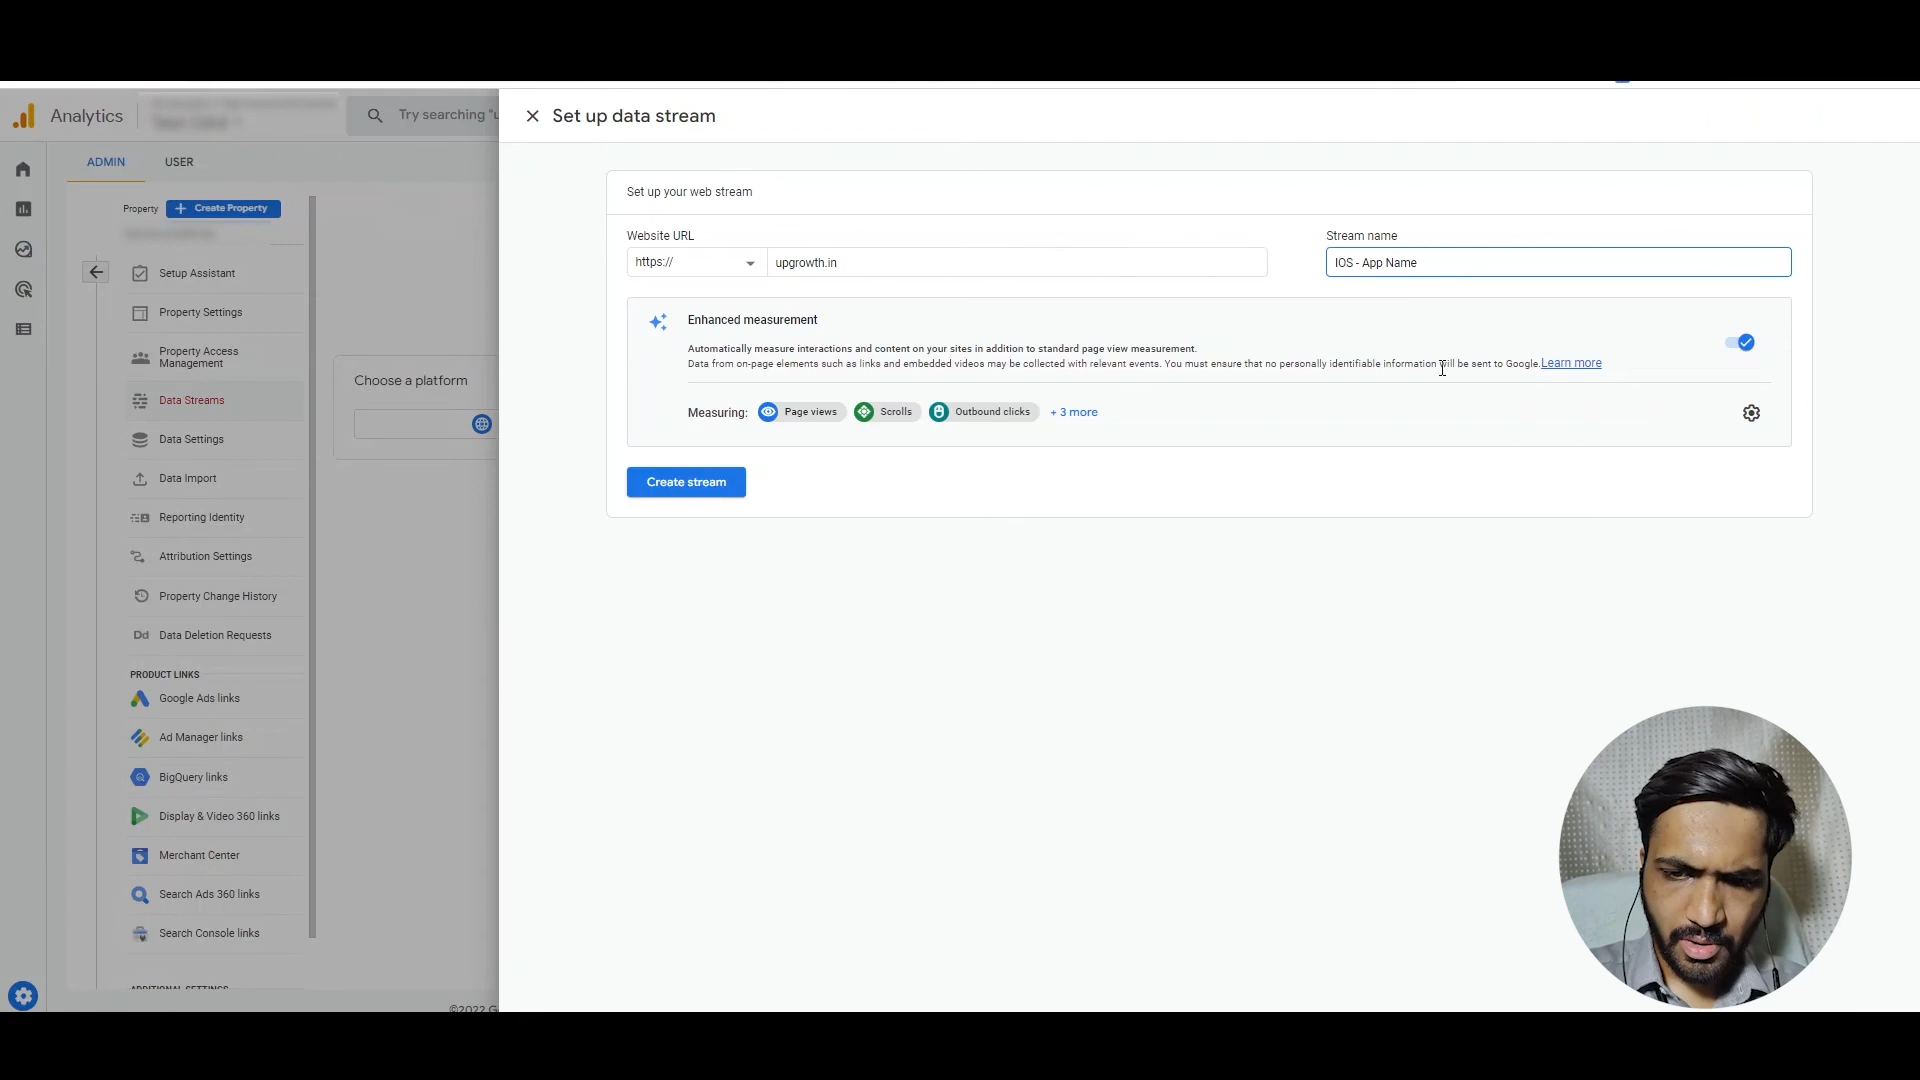 Analytics
Try searching "u
ADMIN
USER
Property
Create Property
Setup Assistant
Property Settings
Property Access
Management
Data Streams
Data Settings
Data Import
Reporting Identity
Attribution Settings
Property Change History
Dd
Data Deletion Requests
PRODUCT LINKS
Google Ads links
Ad Manager links
BigQuery links
Display & Video 360 links
Merchant Center
Search Ads 360 links
Search Console links
ADDITIONAL SETTINGS
Choose a platform
©2022 G
Set up data stream
Set up your web stream
Website URL
Stream name
https://
upgrowth.in
IOS - App Name
Enhanced measurement
Automatically measure interactions and content on your sites in addition to standard page view measurement.
Data from on-page elements such as links and embedded videos may be collected with relevant events. You must ensure that no personally identifiable information will be sent to Google. Learn more
Measuring:
Page views
Scrolls
Outbound clicks
+ 3 more
Create stream